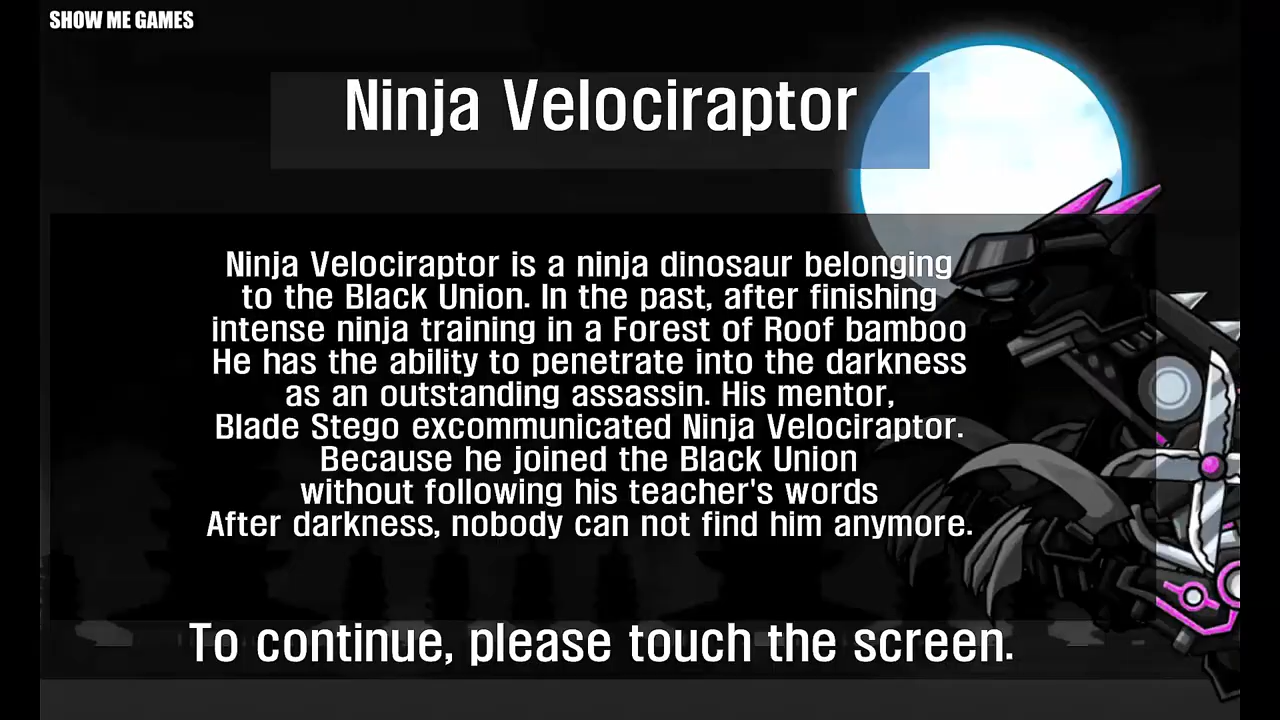 SHOW ME GAMES
Ninja Velociraptor
Ninja Velociraptor is a ninja dinosaur belonging
to the Black Union. In the past, after finishing
intense ninja training in a Forest of Roof bamboo
He has the ability to penetrate into the darkness
as an outstanding assassin. His mentor,
Blade Stego excommunicated Ninja Velociraptor.
Because he joined the Black Union
without following his teacher's words
After darkness, nobody can not find him anymore.
To continue, please touch the screen.